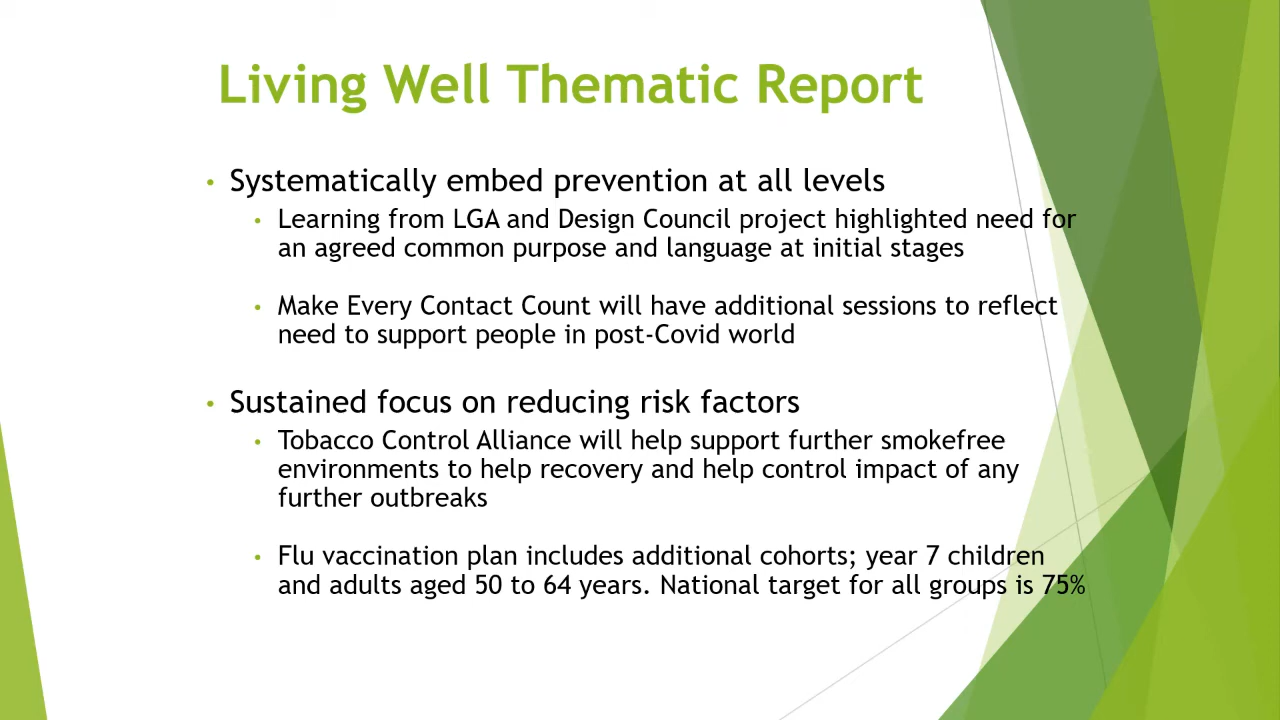 Living Well Thematic Report
• Systematically embed prevention at all levels
• Learning from LGA and Design Council project highlighted need for
an agreed common purpose and language at initial stages
• Make Every Contact Count will have additional sessions to reflect
need to support people in post-Covid world
• Sustained focus on reducing risk factors
• Tobacco Control Alliance will help support further smokefree
environments to help recovery and help control impact of any
further outbreaks
• Flu vaccination plan includes additional cohorts; year 7 children
and adults aged 50 to 64 years. National target for all groups is 75%